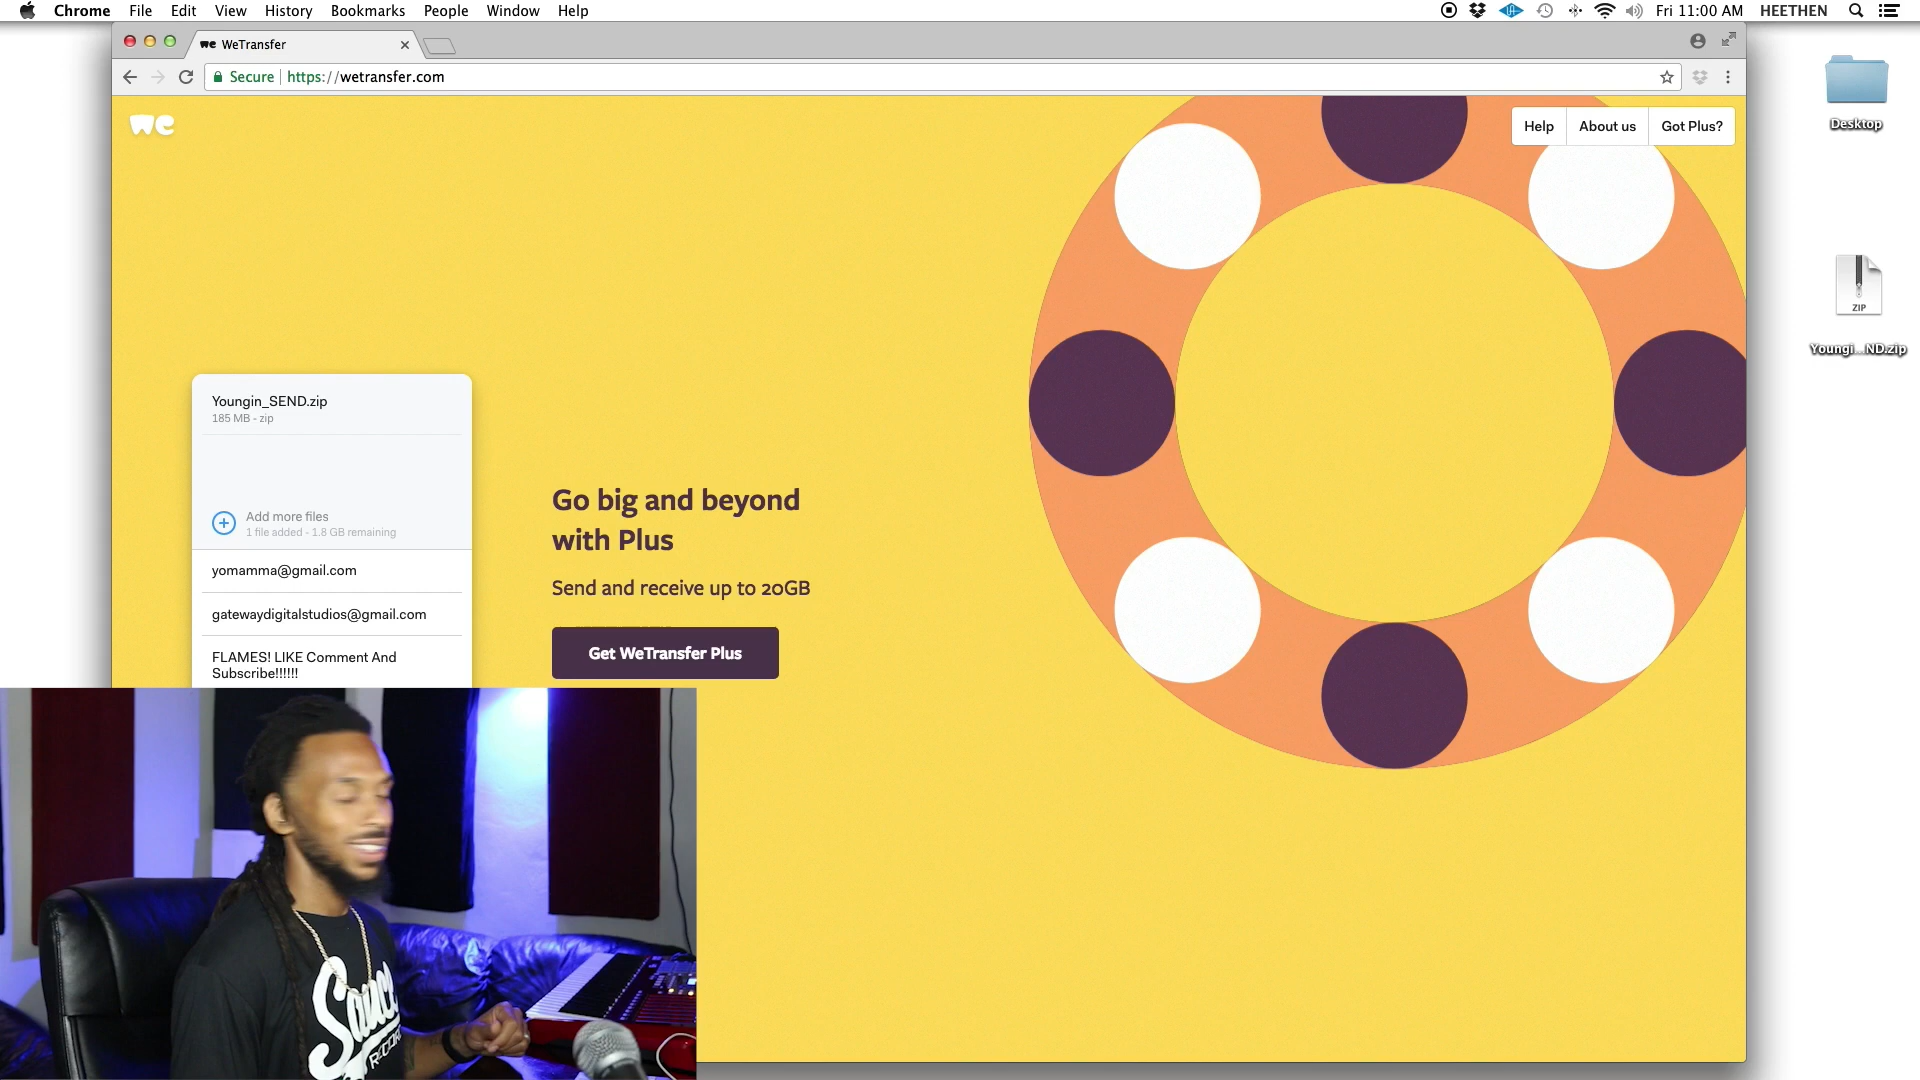 Chrome File Edit View History Bookmarks People Window Help Fri 11:00 AM HEETHEN
we WeTransfer
Secure https://wetransfer.com
we
Help About us Got Plus?
Desktop
ZIP
Youngi...ND.zip
Youngin_SEND.zip
185 MB - zip
Add more files
1 file added - 1.8 GB remaining
yomamma@gmail.com
gatewaydigitalstudios@gmail.com
FLAMES! LIKE Comment And
Subscribe!!!!!!
Go big and beyond
with Plus
Send and receive up to 20GB
Get WeTransfer Plus